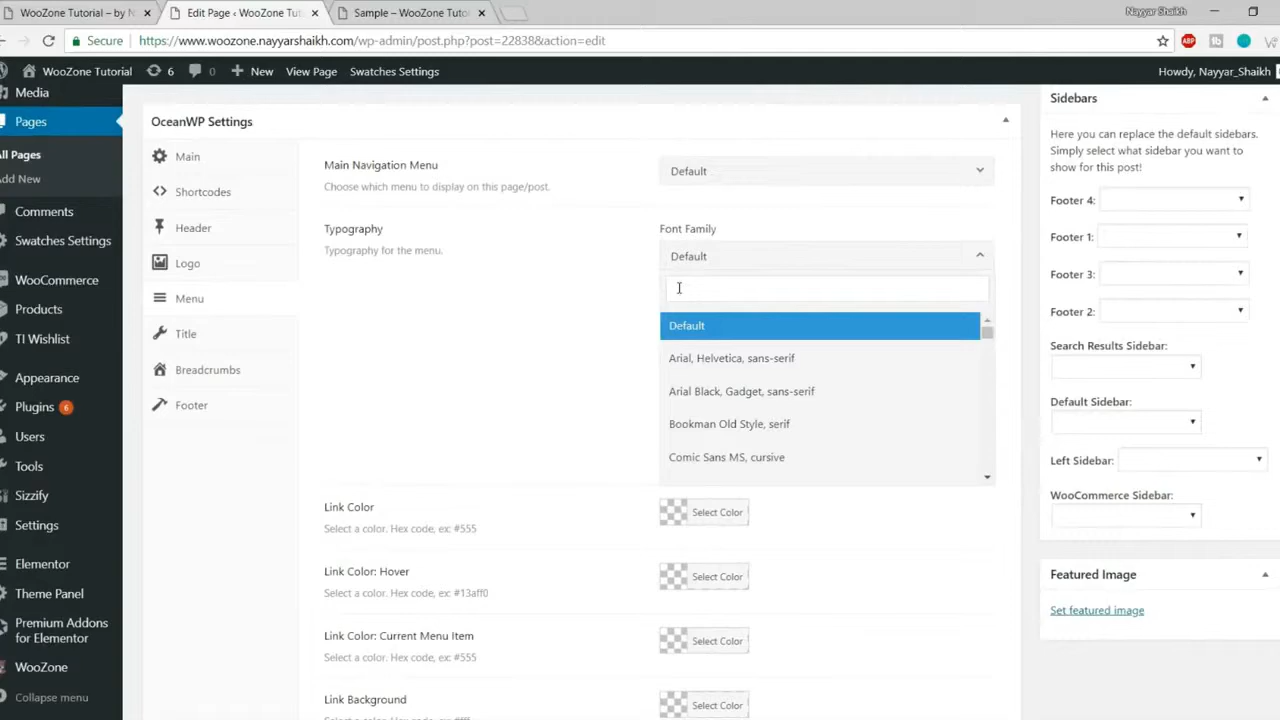 WooZone Tutorial – by N
Edit Page ‹ WooZone Tuto
Sample – WooZone Tutor
Nayyar Shaikh
Secure
https://www.woozone.nayyarshaikh.com/wp-admin/post.php?post=22838&action=edit
ABP
WooZone Tutorial
6
0
New
View Page
Swatches Settings
Howdy, Nayyar_Shaikh
Media
Pages
All Pages
Add New
Comments
Swatches Settings
WooCommerce
Products
TI Wishlist
Appearance
Plugins 6
Users
Tools
Sizzify
Settings
Elementor
Theme Panel
Premium Addons
for Elementor
WooZone
Collapse menu
OceanWP Settings
Main
Shortcodes
Header
Logo
Menu
Title
Breadcrumbs
Footer
Main Navigation Menu
Choose which menu to display on this page/post.
Default
Typography
Typography for the menu.
Font Family
Default
Default
Arial, Helvetica, sans-serif
Arial Black, Gadget, sans-serif
Bookman Old Style, serif
Comic Sans MS, cursive
Link Color
Select a color. Hex code, ex: #555
Select Color
Link Color: Hover
Select a color. Hex code, ex: #13aff0
Select Color
Link Color: Current Menu Item
Select a color. Hex code, ex: #555
Select Color
Link Background
Select Color
Sidebars
Here you can replace the default sidebars.
Simply select what sidebar you want to
show for this post!
Footer 4:
Footer 1:
Footer 3:
Footer 2:
Search Results Sidebar:
Default Sidebar:
Left Sidebar:
WooCommerce Sidebar:
Featured Image
Set featured image